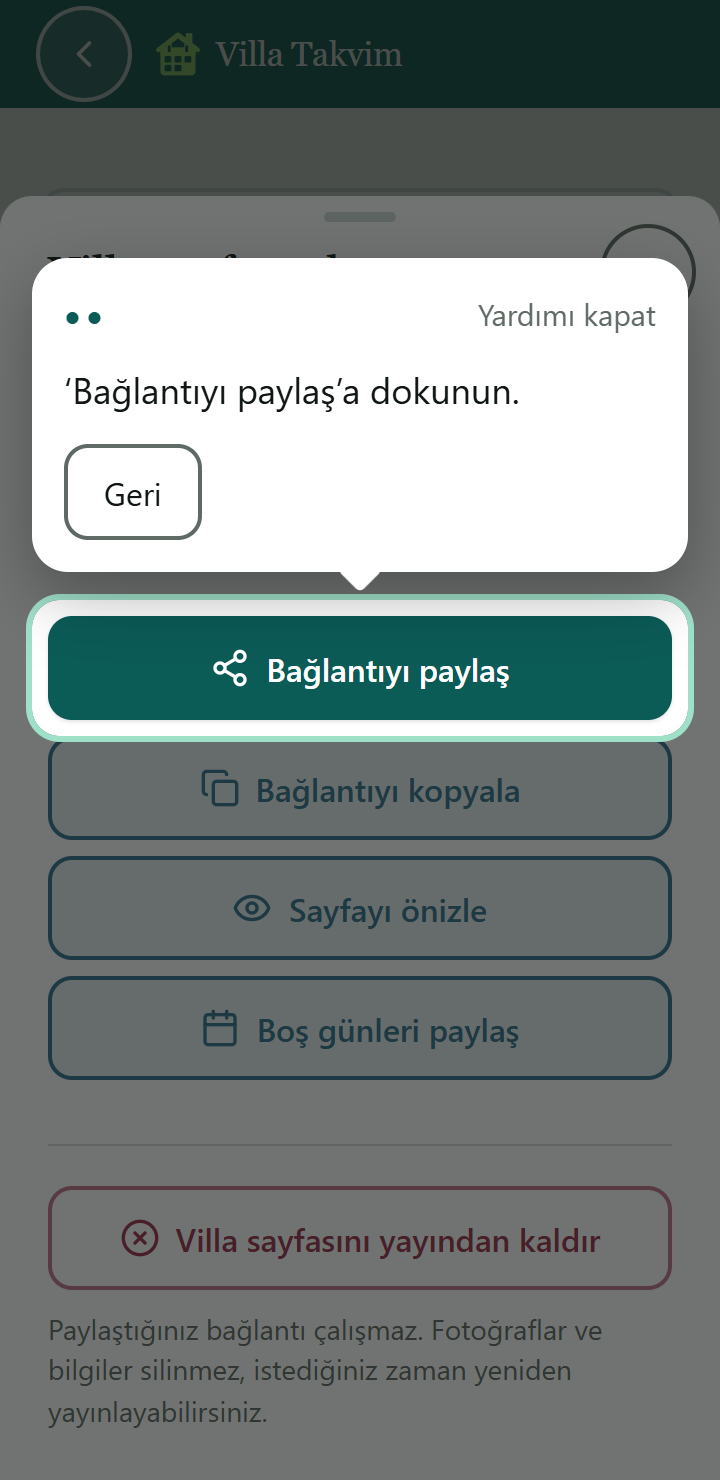 Villa Takvim
Yardımı kapat
‘Bağlantıyı paylaş’a dokunun.
Geri
Bağlantıyı paylaş
Bağlantıyı kopyala
Sayfayı önizle
Boş günleri paylaş
Villa sayfasını yayından kaldır
Paylaştığınız bağlantı çalışmaz. Fotoğraflar ve
bilgiler silinmez, istediğiniz zaman yeniden
yayınlayabilirsiniz.